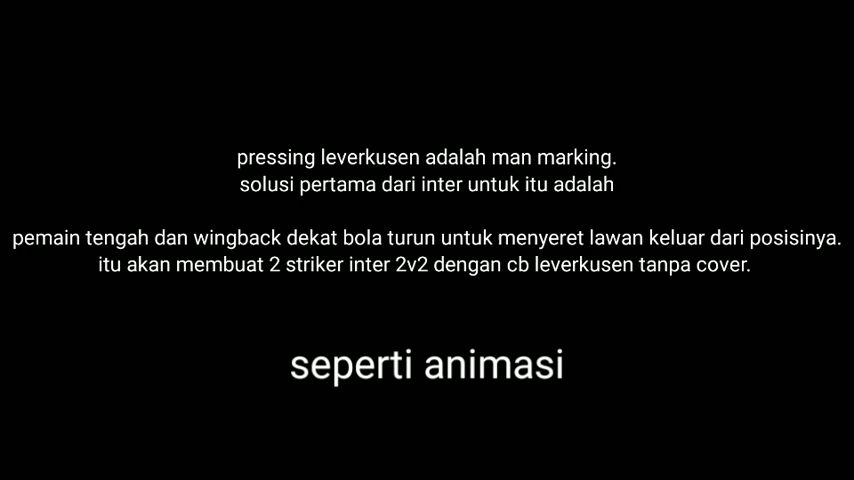 pressing leverkusen adalah man marking.
solusi pertama dari inter untuk itu adalah
pemain tengah dan wingback dekat bola turun untuk menyeret lawan keluar dari posisinya.
itu akan membuat 2 striker inter 2v2 dengan cb leverkusen tanpa cover.
seperti animasi